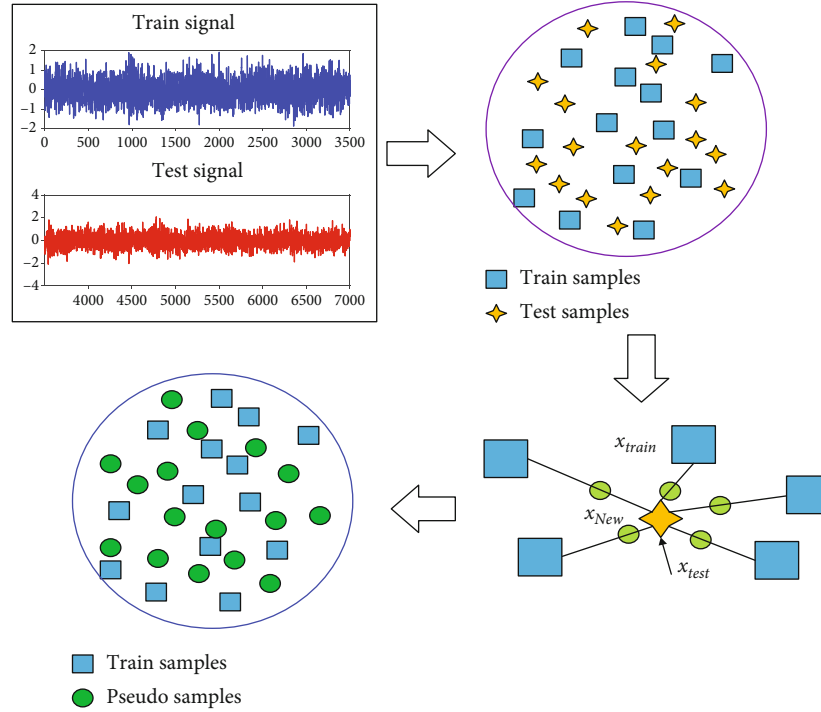 Train signal
2
1
0
−1
−2
0 500 1000 1500 2000 2500 3000 3500
Test signal
4
2
0
−2
−4
4000 4500 5000 5500 6000 6500 7000
Train samples
Test samples
x_train
x_New
x_test
Train samples
Pseudo samples